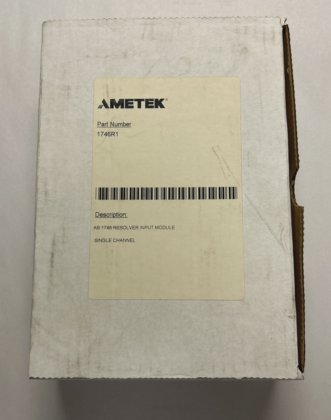 AMETEK
Part Number
1746R1
Description:
AB 1746 RESOLVER INPUT MODULE
SINGLE CHANNEL